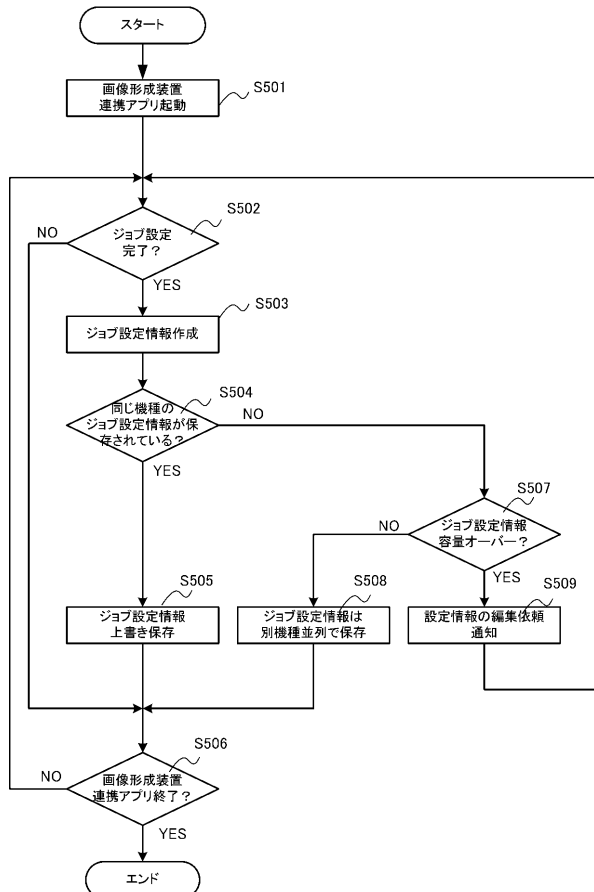 スタート
画像形成装置
連携アプリ起動
S501
S502
ジョブ設定
完了？
NO
YES
S503
ジョブ設定情報作成
S504
同じ機種の
ジョブ設定情報が保
存されている？
NO
YES
S507
ジョブ設定情報
容量オーバー？
NO
YES
S505
ジョブ設定情報
上書き保存
S508
ジョブ設定情報は
別機種並列で保存
S509
設定情報の編集依頼
通知
S506
画像形成装置
連携アプリ終了？
NO
YES
エンド